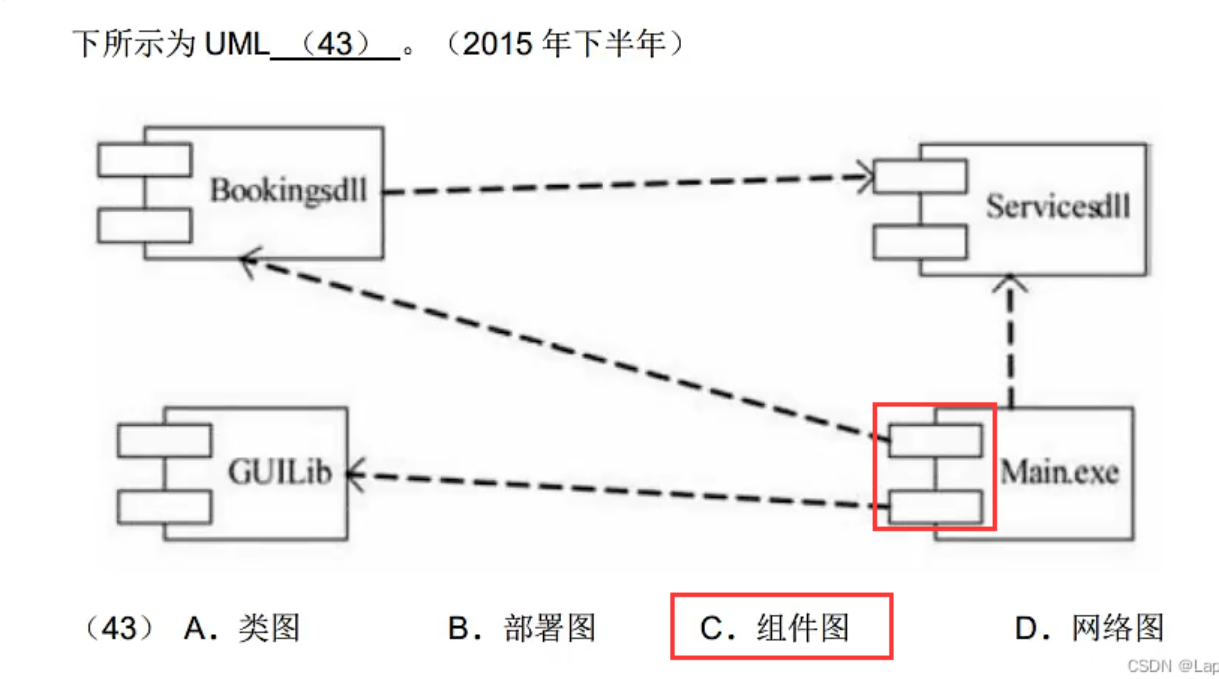 下所示为 UML （43） 。（2015 年下半年）
Bookingsdll
Servicesdll
GUILib
Main.exe
（43） A．类图 B．部署图 C．组件图 D．网络图
CSDN @Lap